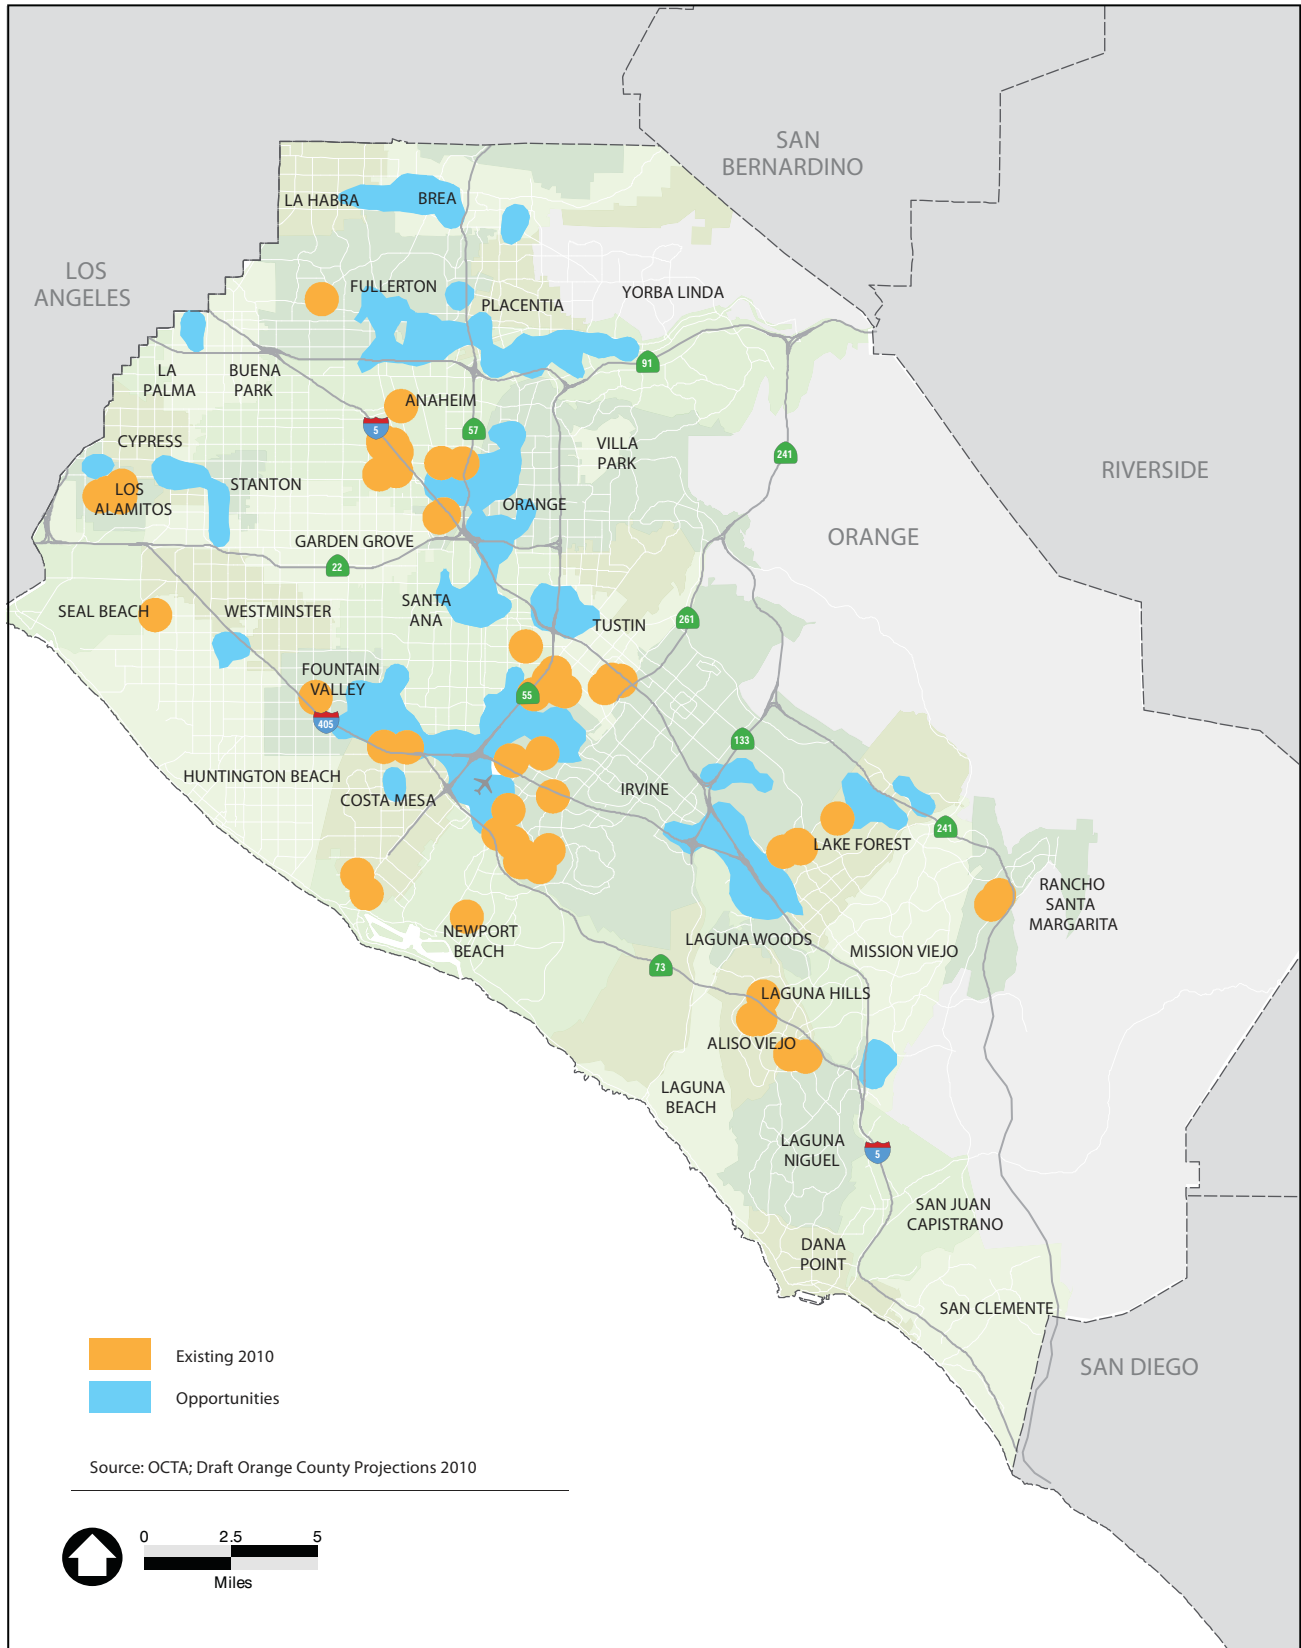 SAN
BERNARDINO
LA HABRA
BREA
LOS
ANGELES
FULLERTON
YORBA LINDA
PLACENTIA
91
LA
PALMA
BUENA
PARK
ANAHEIM
5
57
CYPRESS
VILLA
PARK
241
RIVERSIDE
LOS
ALAMITOS
STANTON
ORANGE
ORANGE
GARDEN GROVE
22
SEAL BEACH
WESTMINSTER
SANTA
ANA
TUSTIN
261
FOUNTAIN
VALLEY
55
405
133
HUNTINGTON BEACH
COSTA MESA
IRVINE
LAKE FOREST
241
RANCHO
SANTA
MARGARITA
NEWPORT
BEACH
LAGUNA WOODS
MISSION VIEJO
73
LAGUNA HILLS
ALISO VIEJO
LAGUNA
BEACH
LAGUNA
NIGUEL
5
SAN JUAN
CAPISTRANO
DANA
POINT
SAN CLEMENTE
SAN DIEGO
Existing 2010
Opportunities
Source: OCTA; Draft Orange County Projections 2010
0 2.5 5
Miles